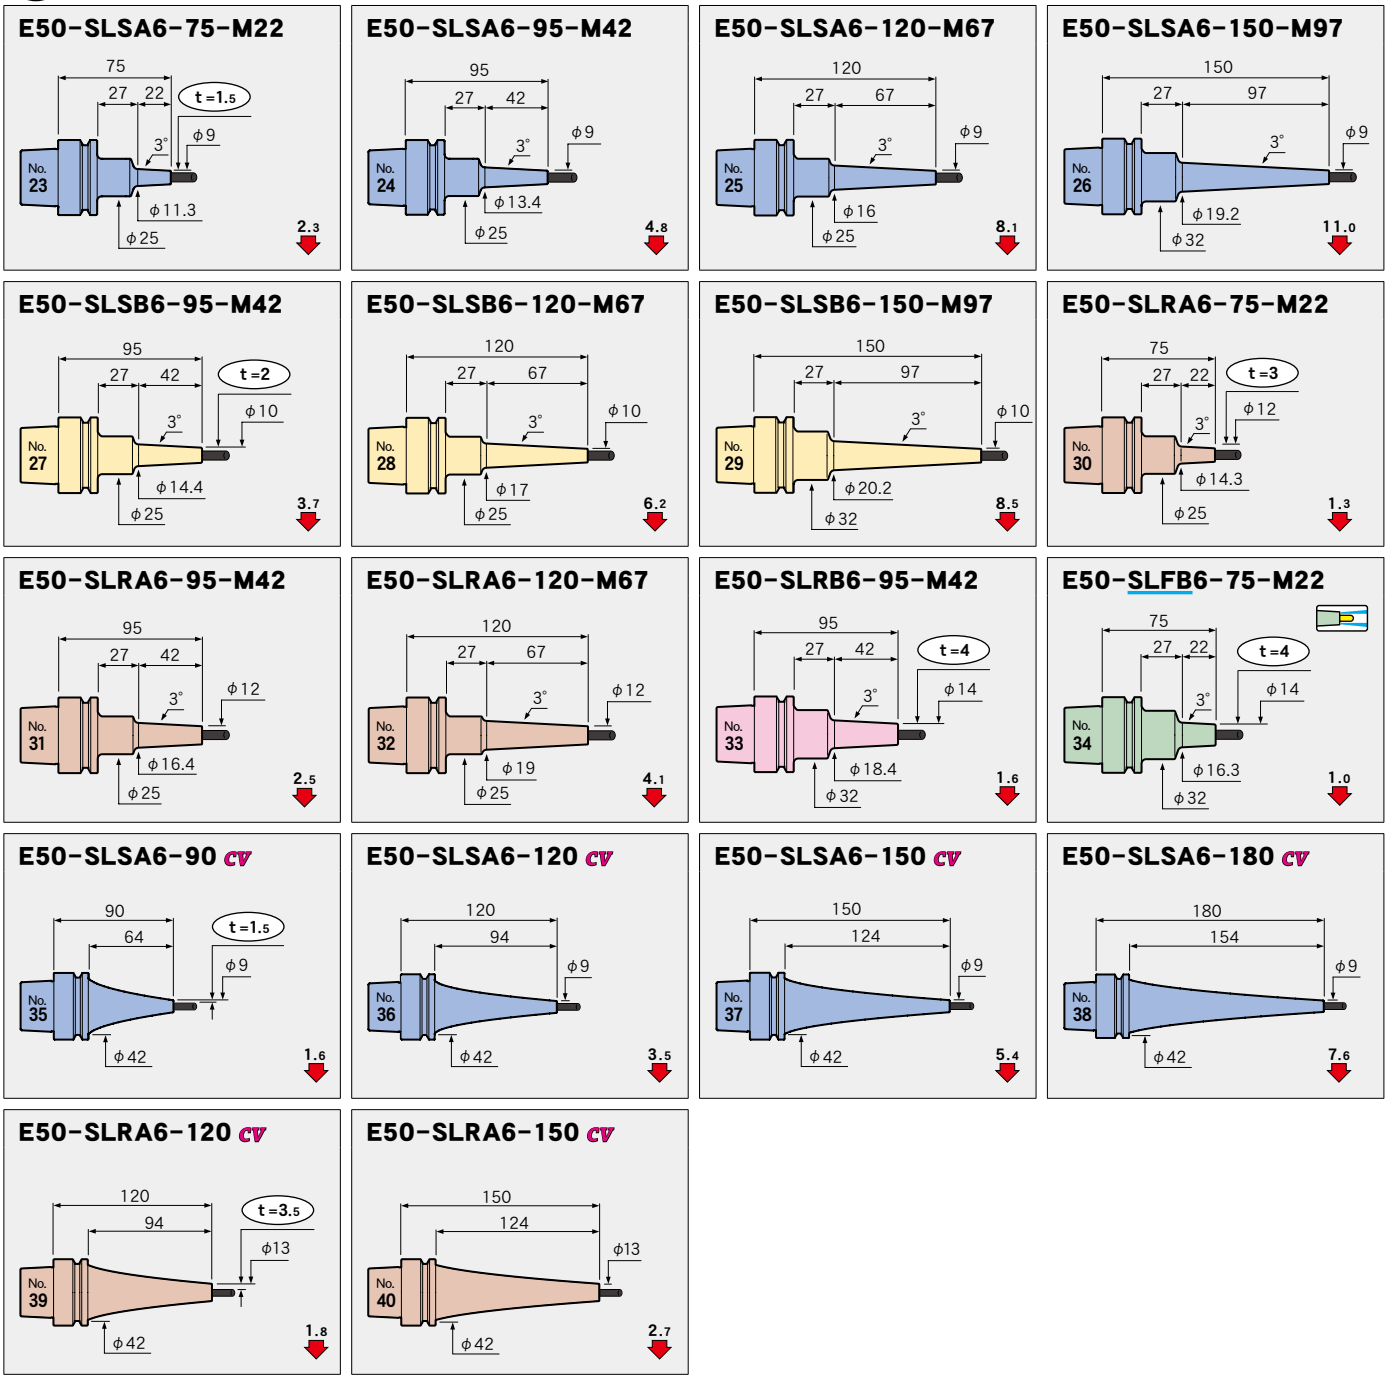 E50-SLSA6-75-M22
75
27 22 t=1.5
φ9
3°
No.
23
φ11.3
φ25
2.3
E50-SLSA6-95-M42
95
27 42
φ9
3°
No.
24
φ13.4
φ25
4.8
E50-SLSA6-120-M67
120
27 67
φ9
3°
No.
25
φ16
φ25
8.1
E50-SLSA6-150-M97
150
27 97
φ9
3°
No.
26
φ19.2
φ32
11.0
E50-SLSB6-95-M42
95
27 42 t=2
φ10
3°
No.
27
φ14.4
φ25
3.7
E50-SLSB6-120-M67
120
27 67
φ10
3°
No.
28
φ17
φ25
6.2
E50-SLSB6-150-M97
150
27 97
φ10
3°
No.
29
φ20.2
φ32
8.5
E50-SLRA6-75-M22
75
27 22 t=3
φ12
3°
No.
30
φ14.3
φ25
1.3
E50-SLRA6-95-M42
95
27 42
φ12
3°
No.
31
φ16.4
φ25
2.5
E50-SLRA6-120-M67
120
27 67
φ12
3°
No.
32
φ19
φ25
4.1
E50-SLRB6-95-M42
95
27 42 t=4
φ14
3°
No.
33
φ18.4
φ32
1.6
E50-SLFB6-75-M22
75
27 22 t=4
φ14
3°
No.
34
φ16.3
φ32
1.0
E50-SLSA6-90 CV
90
64 t=1.5
φ9
No.
35
φ42
1.6
E50-SLSA6-120 CV
120
94
φ9
No.
36
φ42
3.5
E50-SLSA6-150 CV
150
124
φ9
No.
37
φ42
5.4
E50-SLSA6-180 CV
180
154
φ9
No.
38
φ42
7.6
E50-SLRA6-120 CV
120
94 t=3.5
φ13
No.
39
φ42
1.8
E50-SLRA6-150 CV
150
124
φ13
No.
40
φ42
2.7